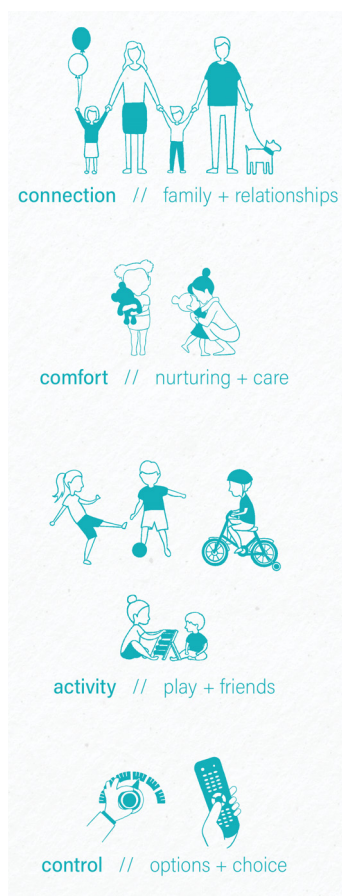 connection // family + relationships
comfort // nurturing + care
activity // play + friends
control // options + choice